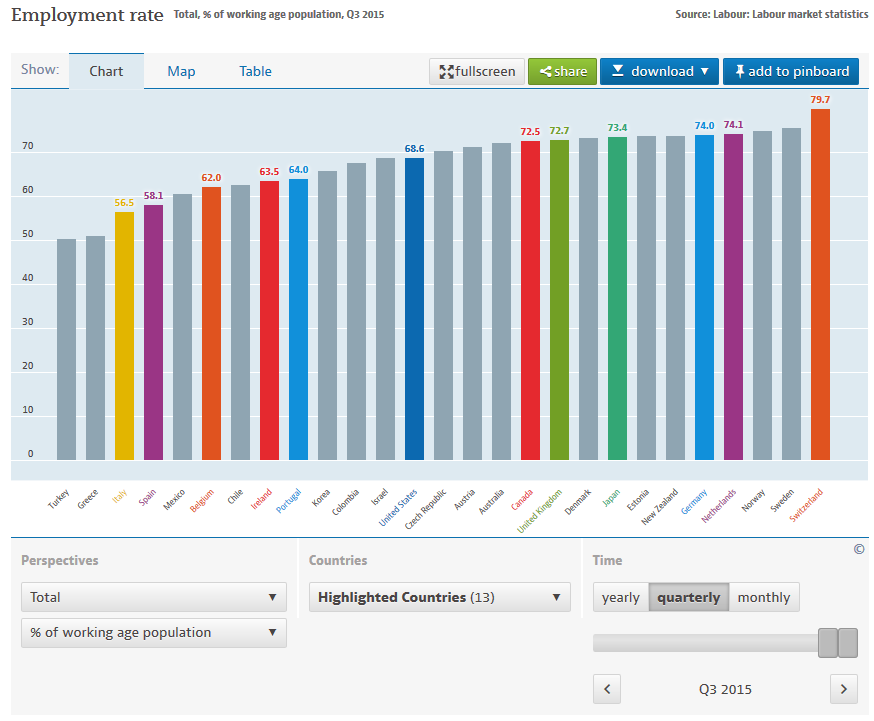 Employment rate Total, % of working age population, Q3 2015 Source: Labour: Labour market statistics
Show: Chart Map Table fullscreen share download add to pinboard
79.7
72.5 72.7 73.4 74.0 74.1
70
68.6
62.0 63.5 64.0
60
56.5 58.1
50
40
30
20
10
0
Turkey Greece Italy Spain Mexico Belgium Chile Ireland Portugal Korea Colombia Israel United States Czech Republic Austria Australia Canada United Kingdom Denmark Japan Estonia New Zealand Germany Netherlands Norway Sweden Switzerland
©
Perspectives Countries Time
Total Highlighted Countries (13) yearly quarterly monthly
% of working age population
Q3 2015